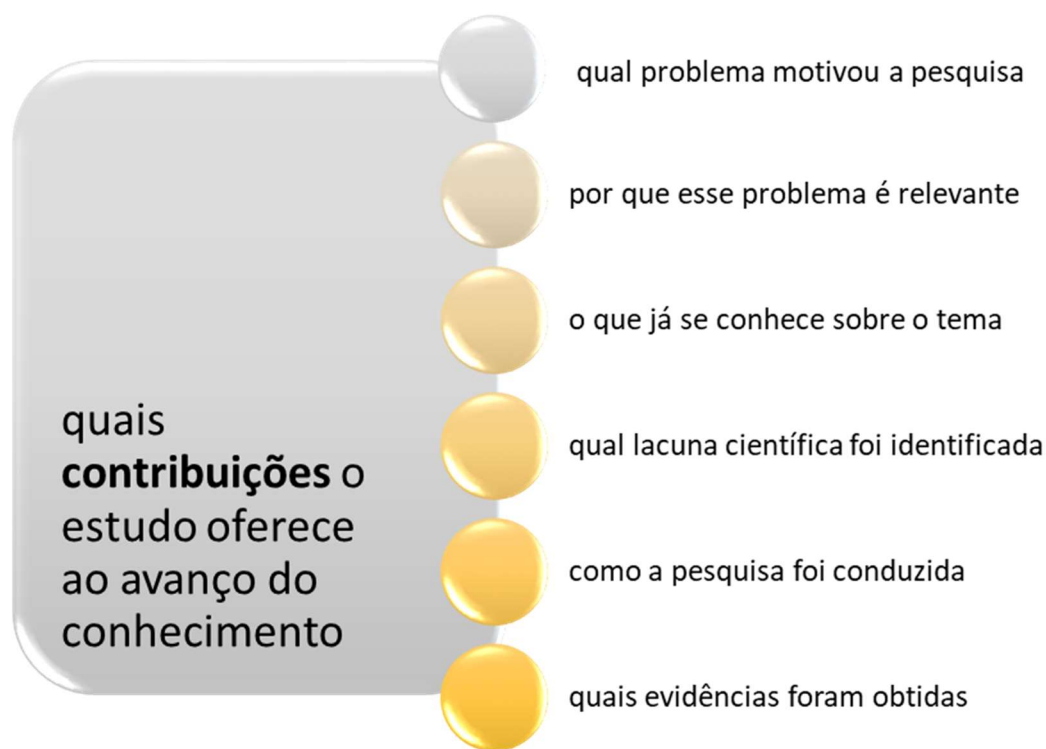 qual problema motivou a pesquisa
por que esse problema é relevante
o que já se conhece sobre o tema
quais
contribuições o
estudo oferece
ao avanço do
conhecimento
qual lacuna científica foi identificada
como a pesquisa foi conduzida
quais evidências foram obtidas